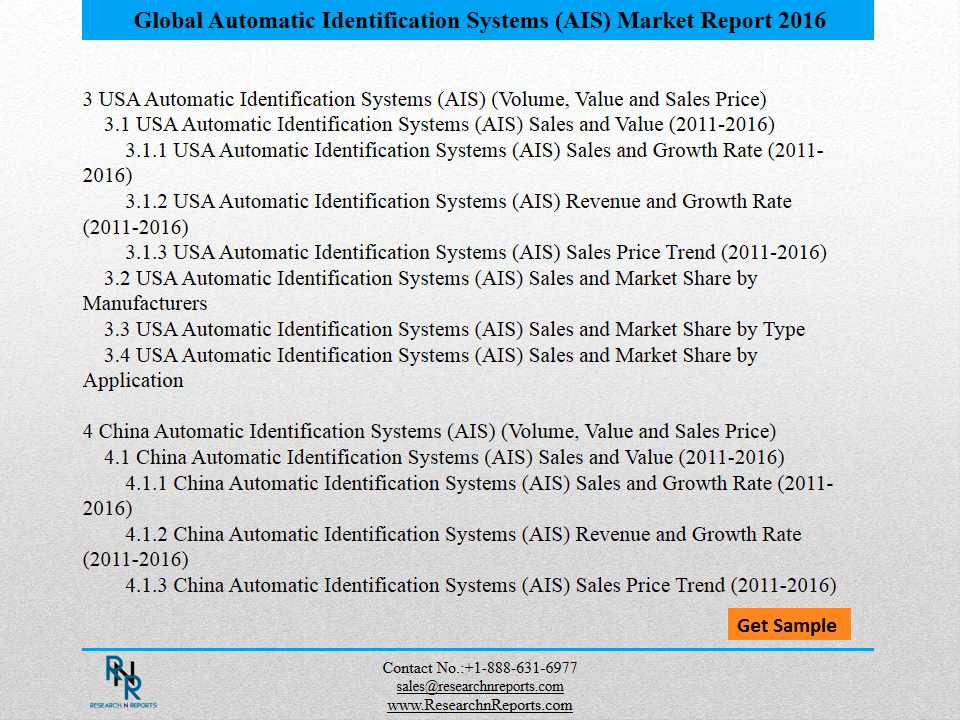 Global Automatic Identification Systems (AIS) Market Report 2016
3 USA Automatic Identification Systems (AIS) (Volume, Value and Sales Price)
3.1 USA Automatic Identification Systems (AIS) Sales and Value (2011-2016)
3.1.1 USA Automatic Identification Systems (AIS) Sales and Growth Rate (2011-
2016)
3.1.2 USA Automatic Identification Systems (AIS) Revenue and Growth Rate
(2011-2016)
3.1.3 USA Automatic Identification Systems (AIS) Sales Price Trend (2011-2016)
3.2 USA Automatic Identification Systems (AIS) Sales and Market Share by
Manufacturers
3.3 USA Automatic Identification Systems (AIS) Sales and Market Share by Type
3.4 USA Automatic Identification Systems (AIS) Sales and Market Share by
Application
4 China Automatic Identification Systems (AIS) (Volume, Value and Sales Price)
4.1 China Automatic Identification Systems (AIS) Sales and Value (2011-2016)
4.1.1 China Automatic Identification Systems (AIS) Sales and Growth Rate (2011-
2016)
4.1.2 China Automatic Identification Systems (AIS) Revenue and Growth Rate
(2011-2016)
4.1.3 China Automatic Identification Systems (AIS) Sales Price Trend (2011-2016)
Get Sample
RNR
RESEARCH N REPORTS
Contact No.:+1-888-631-6977
sales@researchnreports.com
www.ResearchnReports.com